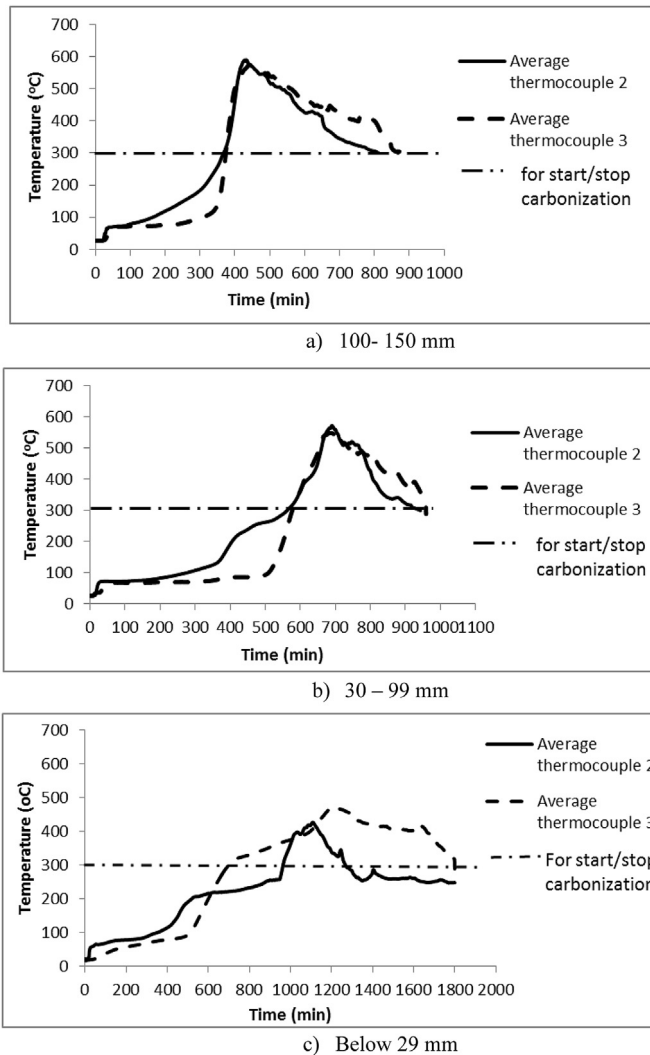 700
600
500
400
300
200
100
0
Temperature (ºC)
0 100 200 300 400 500 600 700 800 900 1000
Time (min)
Average
thermocouple 2
Average
thermocouple 3
for start/stop
carbonization
a) 100- 150 mm
700
600
500
400
300
200
100
0
Temperature (ºC)
0 100 200 300 400 500 600 700 800 900 1000 1100
Time (min)
Average
thermocouple 2
Average
thermocouple 3
for start/stop
carbonization
b) 30 – 99 mm
700
600
500
400
300
200
100
0
Temperature (oC)
0 200 400 600 800 1000 1200 1400 1600 1800 2000
Time (min)
Average
thermocouple 2
Average
thermocouple 3
For start/stop
carbonization
c) Below 29 mm